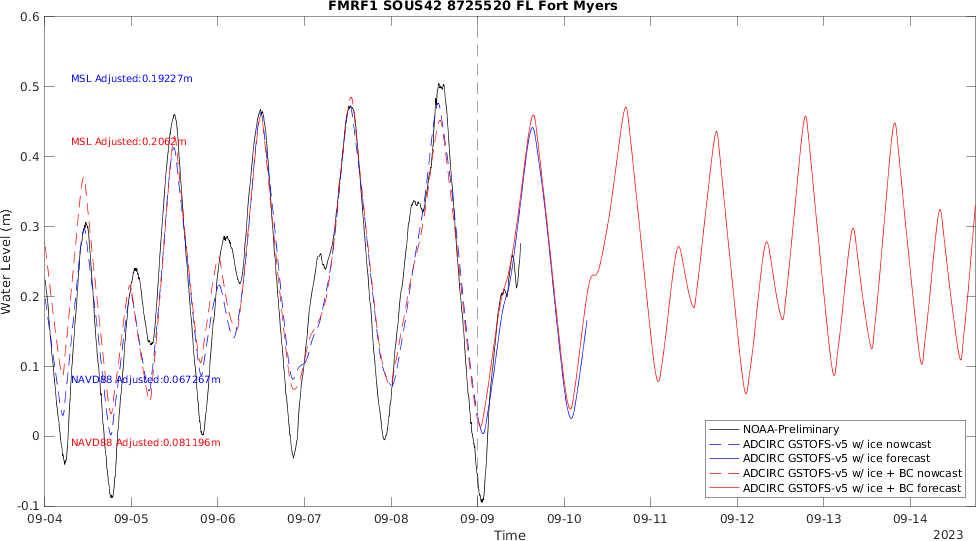 FMRF1 SOUS42 8725520 FL Fort Myers
0.6
0.5
0.4
0.3
0.2
0.1
0
-0.1
Water Level (m)
MSL Adjusted:0.19227m
MSL Adjusted:0.2062m
NAVD88 Adjusted:0.067267m
NAVD88 Adjusted:0.081196m
NOAA-Preliminary
ADCIRC GSTOFS-v5 w/ ice nowcast
ADCIRC GSTOFS-v5 w/ ice forecast
ADCIRC GSTOFS-v5 w/ ice + BC nowcast
ADCIRC GSTOFS-v5 w/ ice + BC forecast
09-04 09-05 09-06 09-07 09-08 09-09 09-10 09-11 09-12 09-13 09-14
Time
2023